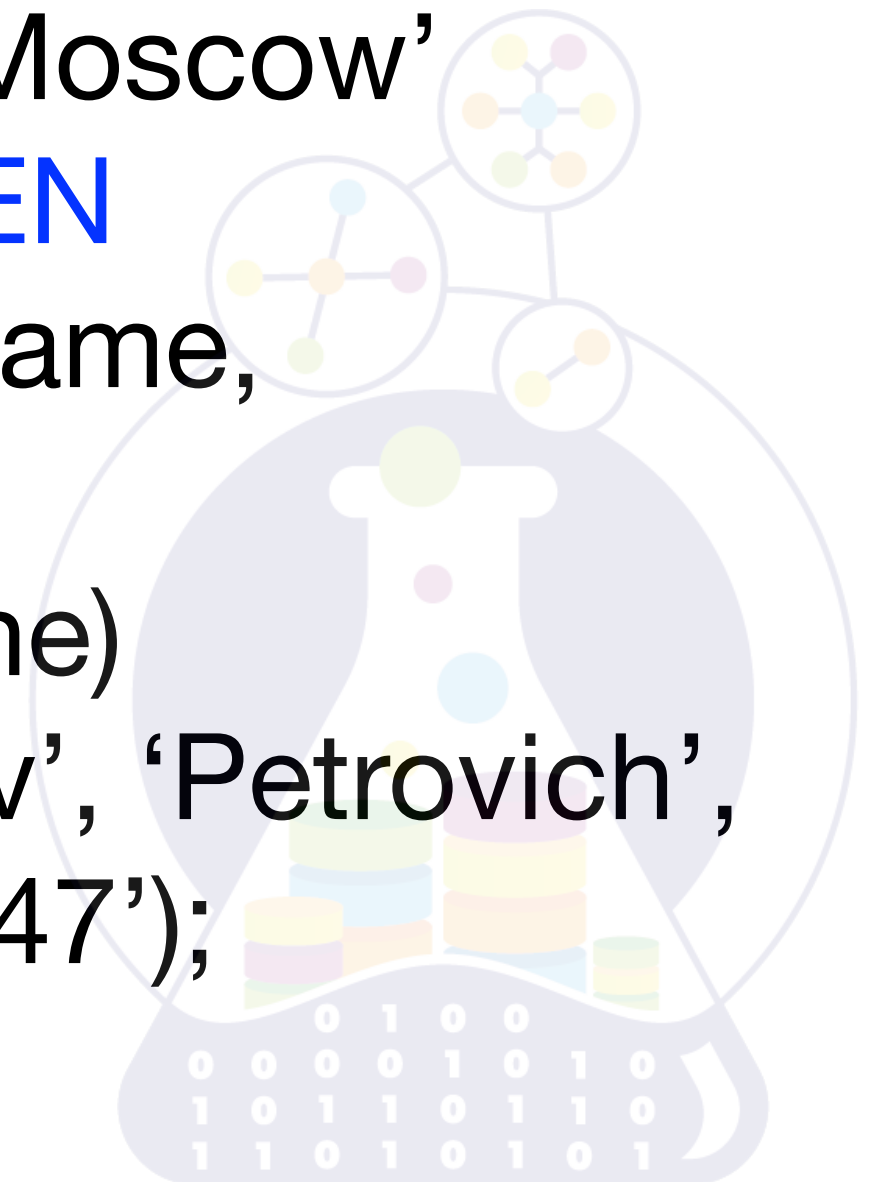 Moscow’
EN
ame,
ne)
v’, ‘Petrovich’,
47’);
0 1 0 0
0 0 0 0 1 0 1 0
1 0 1 1 0 1 1 0
1 1 0 1 0 1 0 1